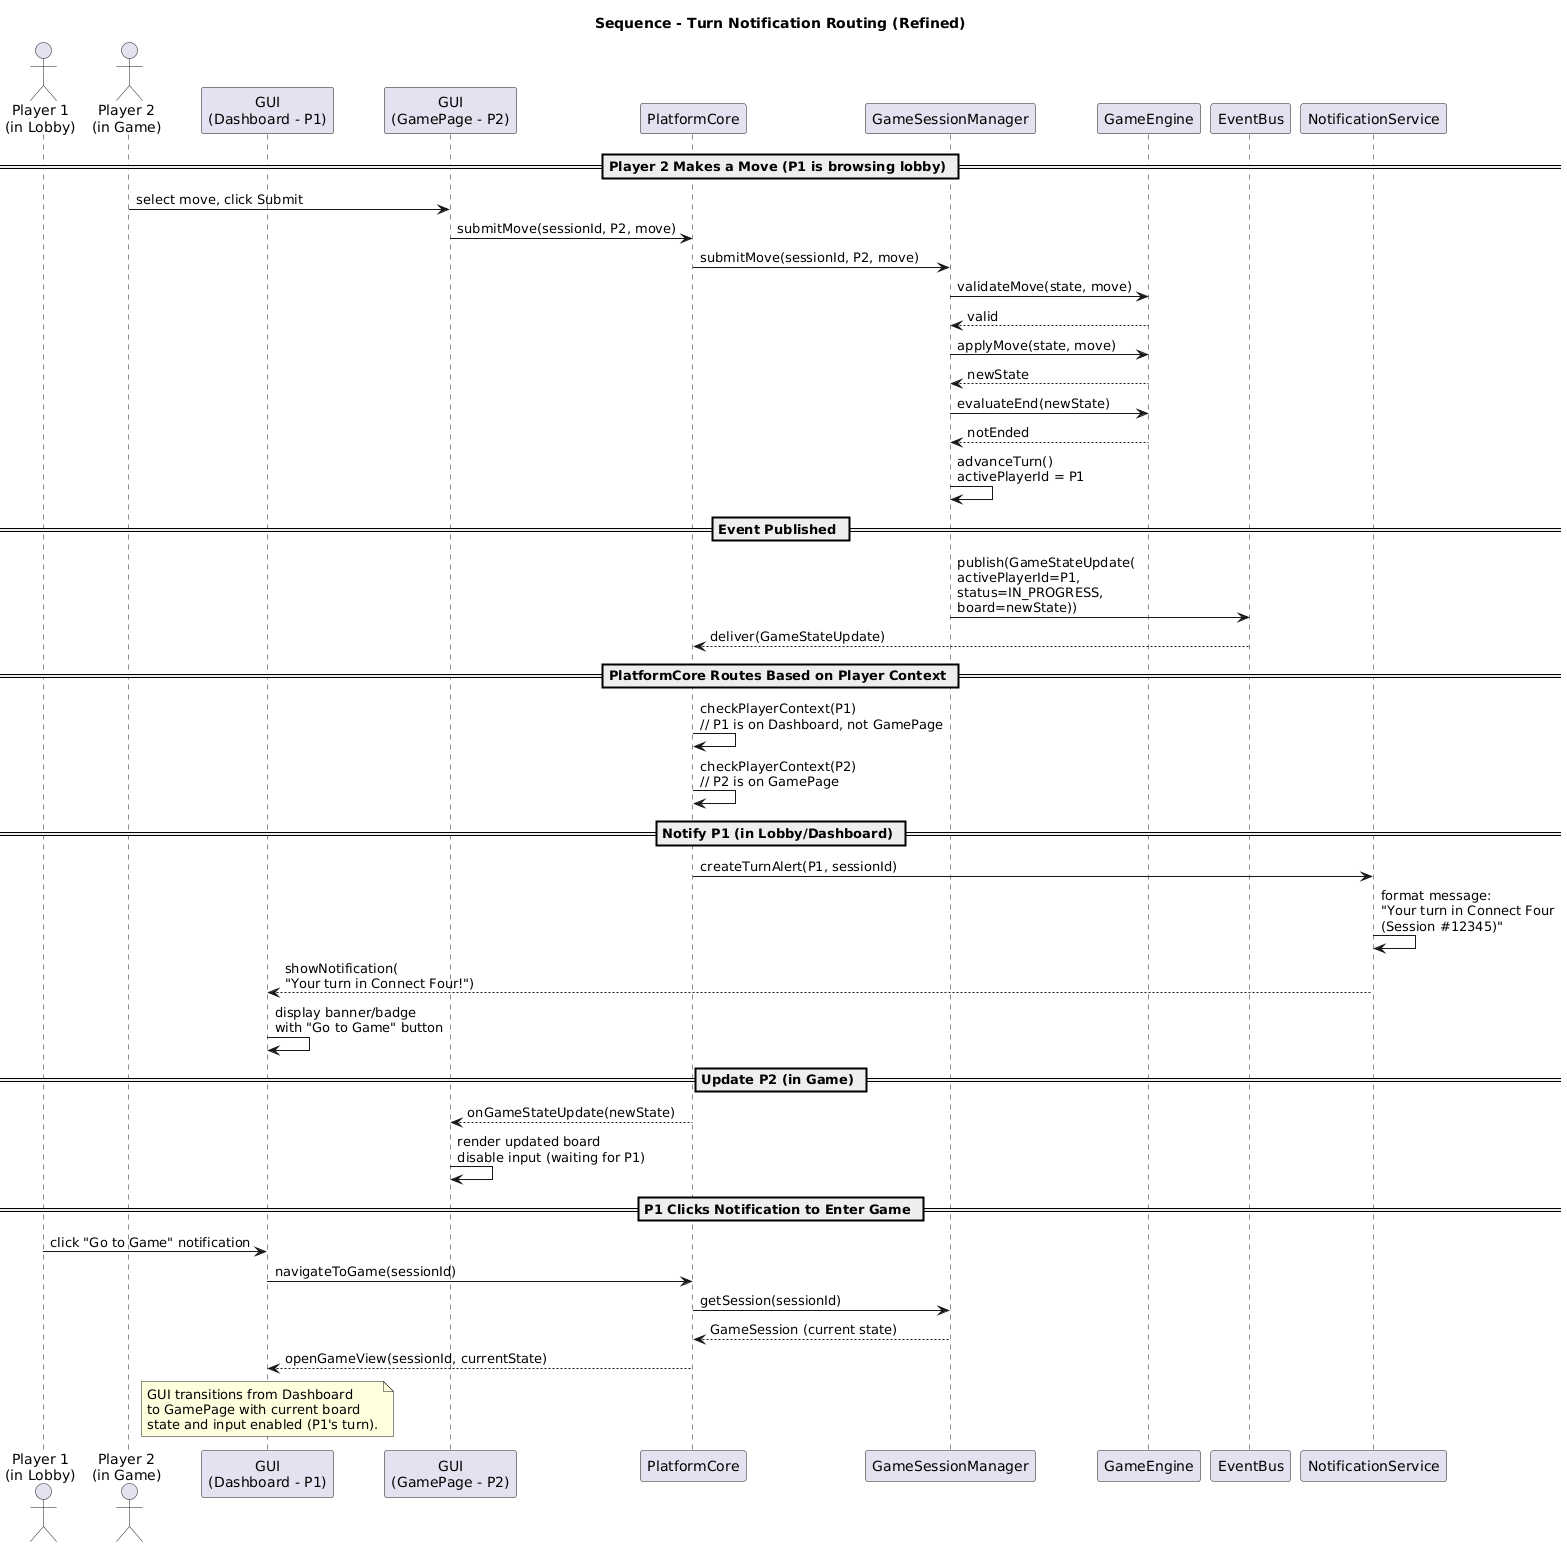 Sequence - Turn Notification Routing (Refined)
Player 1
(in Lobby)
Player 2
(in Game)
GUI
(Dashboard - P1)
GUI
(GamePage - P2)
PlatformCore
GameSessionManager
GameEngine
EventBus
NotificationService
Player 2 Makes a Move (P1 is browsing lobby)
select move, click Submit
submitMove(sessionId, P2, move)
submitMove(sessionId, P2, move)
validateMove(state, move)
valid
applyMove(state, move)
newState
evaluateEnd(newState)
notEnded
advanceTurn()
activePlayerId = P1
Event Published
publish(GameStateUpdate(
activePlayerId=P1,
status=IN_PROGRESS,
board=newState))
deliver(GameStateUpdate)
PlatformCore Routes Based on Player Context
checkPlayerContext(P1)
// P1 is on Dashboard, not GamePage
checkPlayerContext(P2)
// P2 is on GamePage
Notify P1 (in Lobby/Dashboard)
createTurnAlert(P1, sessionId)
format message:
"Your turn in Connect Four
(Session #12345)"
showNotification(
"Your turn in Connect Four!")
display banner/badge
with "Go to Game" button
Update P2 (in Game)
onGameStateUpdate(newState)
render updated board
disable input (waiting for P1)
P1 Clicks Notification to Enter Game
click "Go to Game" notification
navigateToGame(sessionId)
getSession(sessionId)
GameSession (current state)
openGameView(sessionId, currentState)
GUI transitions from Dashboard
to GamePage with current board
state and input enabled (P1's turn).
Player 1
(in Lobby)
Player 2
(in Game)
GUI
(Dashboard - P1)
GUI
(GamePage - P2)
PlatformCore
GameSessionManager
GameEngine
EventBus
NotificationService